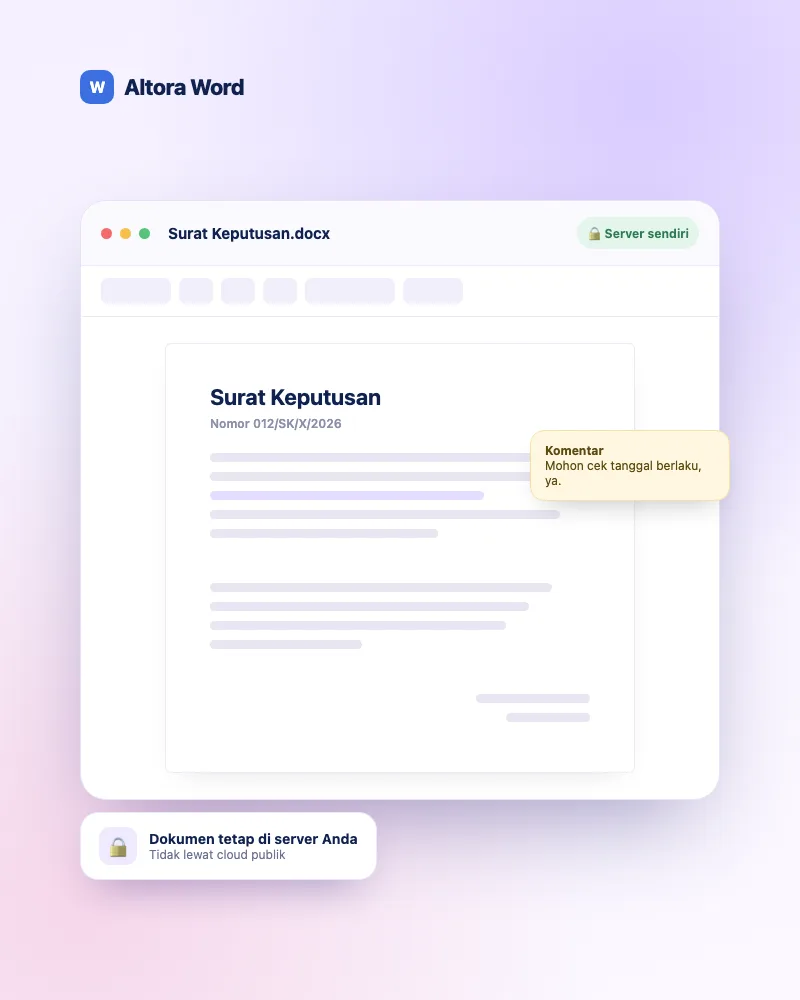 W Altora Word
Surat Keputusan.docx
Server sendiri
Surat Keputusan
Nomor 012/SK/X/2026
Komentar
Mohon cek tanggal berlaku,
ya.
Dokumen tetap di server Anda
Tidak lewat cloud publik